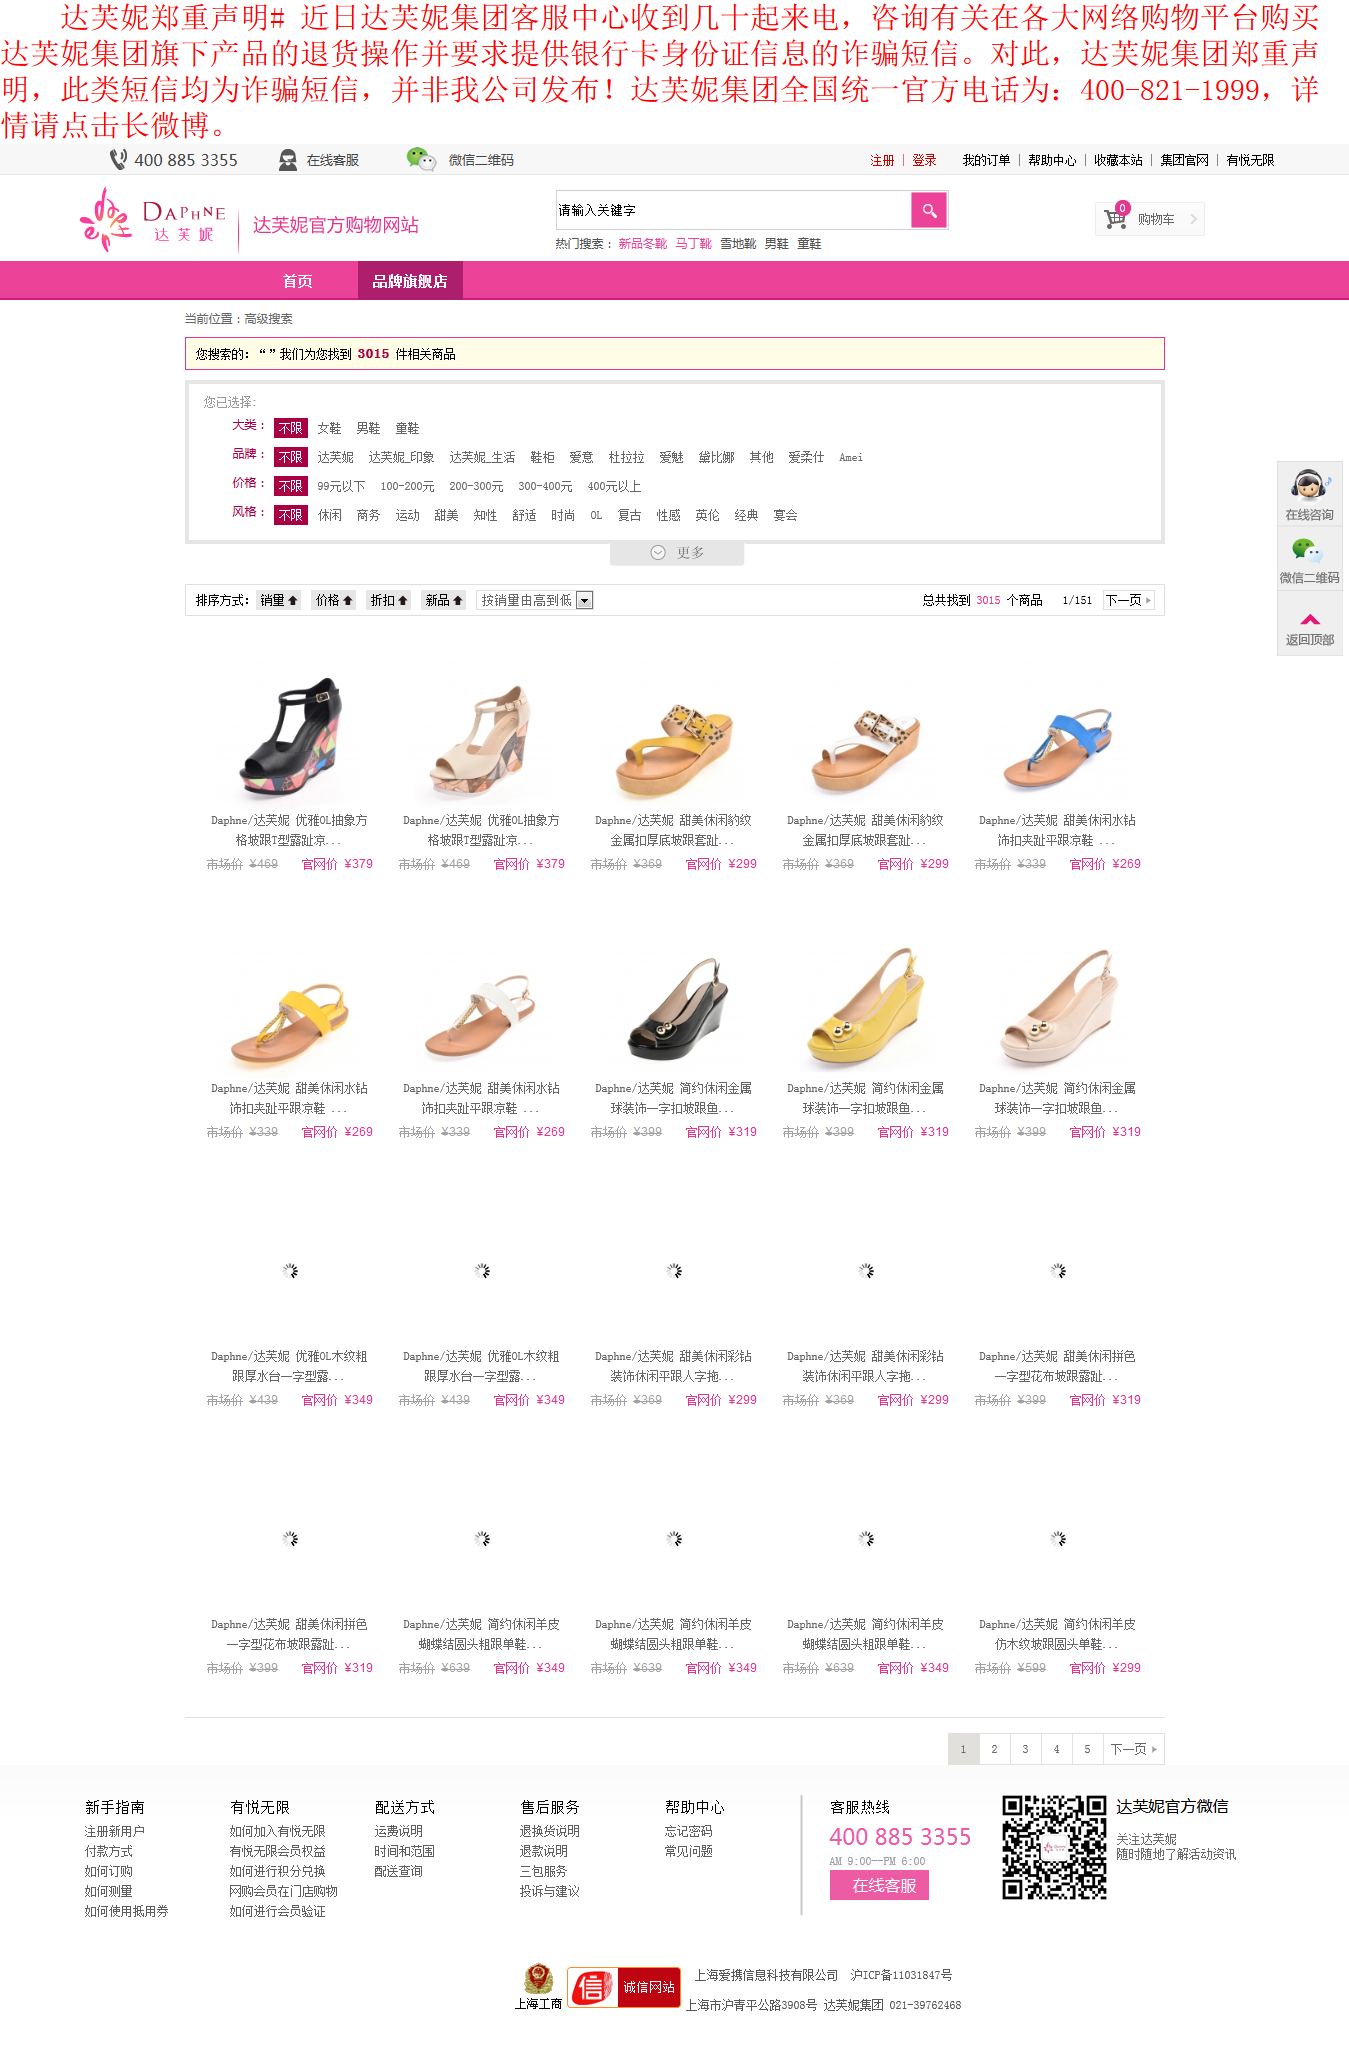 达芙妮郑重声明# 近日达芙妮集团客服中心收到几十起来电，咨询有关在各大网络购物平台购买
达芙妮集团旗下产品的退货操作并要求提供银行卡身份证信息的诈骗短信。对此，达芙妮集团郑重声
明，此类短信均为诈骗短信，并非我公司发布！达芙妮集团全国统一官方电话为：400-821-1999，详
情请点击长微博。
400 885 3355 在线客服 微信二维码 注册 | 登录 我的订单 | 帮助中心 | 收藏本站 | 集团官网 | 有悦无限
DAPHNE
达芙妮
达芙妮官方购物网站
请输入关键字
0
购物车
热门搜索： 新品冬靴 马丁靴 雪地靴 男鞋 童鞋
首页 品牌旗舰店
当前位置：高级搜索
您搜索的：“ ” 我们为您找到 3015 件相关商品
您已选择:
大类： 不限 女鞋 男鞋 童鞋
品牌： 不限 达芙妮 达芙妮_印象 达芙妮_生活 鞋柜 爱意 杜拉拉 爱魅 黛比娜 其他 爱柔仕 Amei
价格： 不限 99元以下 100-200元 200-300元 300-400元 400元以上
风格： 不限 休闲 商务 运动 甜美 知性 舒适 时尚 OL 复古 性感 英伦 经典 宴会
更多
在线咨询
微信二维码
返回顶部
排序方式： 销量 价格 折扣 新品 按销量由高到低 总共找到 3015 个商品 1/151 下一页
Daphne/达芙妮 优雅OL抽象方 Daphne/达芙妮 优雅OL抽象方 Daphne/达芙妮 甜美休闲豹纹 Daphne/达芙妮 甜美休闲豹纹 Daphne/达芙妮 甜美休闲水钻
格坡跟T型露趾凉... 格坡跟T型露趾凉... 金属扣厚底坡跟套趾... 金属扣厚底坡跟套趾... 饰扣夹趾平跟凉鞋 ...
市场价 ¥469 官网价 ¥379 市场价 ¥469 官网价 ¥379 市场价 ¥369 官网价 ¥299 市场价 ¥369 官网价 ¥299 市场价 ¥339 官网价 ¥269
Daphne/达芙妮 甜美休闲水钻 Daphne/达芙妮 甜美休闲水钻 Daphne/达芙妮 简约休闲金属 Daphne/达芙妮 简约休闲金属 Daphne/达芙妮 简约休闲金属
饰扣夹趾平跟凉鞋 ... 饰扣夹趾平跟凉鞋 ... 球装饰一字扣坡跟鱼... 球装饰一字扣坡跟鱼... 球装饰一字扣坡跟鱼...
市场价 ¥339 官网价 ¥269 市场价 ¥339 官网价 ¥269 市场价 ¥399 官网价 ¥319 市场价 ¥399 官网价 ¥319 市场价 ¥399 官网价 ¥319
Daphne/达芙妮 优雅OL木纹粗 Daphne/达芙妮 优雅OL木纹粗 Daphne/达芙妮 甜美休闲彩钻 Daphne/达芙妮 甜美休闲彩钻 Daphne/达芙妮 甜美休闲拼色
跟厚水台一字型露... 跟厚水台一字型露... 装饰休闲平跟人字拖... 装饰休闲平跟人字拖... 一字型花布坡跟露趾...
市场价 ¥439 官网价 ¥349 市场价 ¥439 官网价 ¥349 市场价 ¥369 官网价 ¥299 市场价 ¥369 官网价 ¥299 市场价 ¥399 官网价 ¥319
Daphne/达芙妮 甜美休闲拼色 Daphne/达芙妮 简约休闲羊皮 Daphne/达芙妮 简约休闲羊皮 Daphne/达芙妮 简约休闲羊皮 Daphne/达芙妮 简约休闲羊皮
一字型花布坡跟露趾... 蝴蝶结圆头粗跟单鞋... 蝴蝶结圆头粗跟单鞋... 蝴蝶结圆头粗跟单鞋... 仿木纹坡跟圆头单鞋...
市场价 ¥399 官网价 ¥319 市场价 ¥639 官网价 ¥349 市场价 ¥639 官网价 ¥349 市场价 ¥639 官网价 ¥349 市场价 ¥599 官网价 ¥299
1 2 3 4 5 下一页
新手指南 有悦无限 配送方式 售后服务 帮助中心 客服热线 达芙妮官方微信
注册新用户 如何加入有悦无限 运费说明 退换货说明 忘记密码 400 885 3355 关注达芙妮
付款方式 有悦无限会员权益 时间和范围 退款说明 常见问题 AM 9:00--PM 6:00 随时随地了解活动资讯
如何订购 如何进行积分兑换 配送查询 三包服务 在线客服
如何测量 网购会员在门店购物 投诉与建议
如何使用抵用券 如何进行会员验证
上海工商 信 诚信网站 上海爱携信息科技有限公司 沪ICP备11031847号
上海市沪青平公路3908号 达芙妮集团 021-39762468